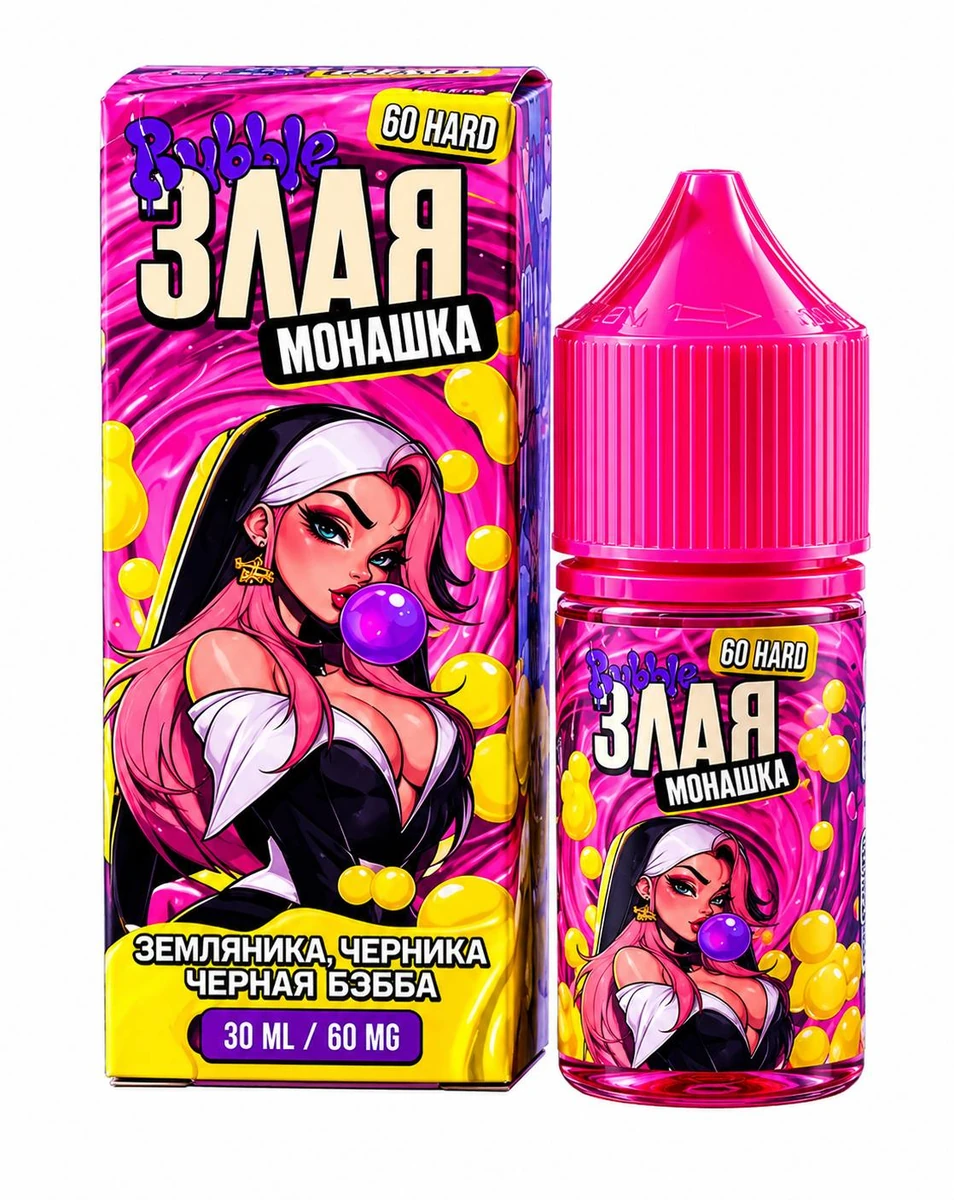 60 HARD
Bubble
ЗЛАЯ
МОНАШКА
ЗЕМЛЯНИКА, ЧЕРНИКА
ЧЕРНАЯ БЭББА
30 ML / 60 MG
60 HARD
Bubble
ЗЛАЯ
МОНАШКА